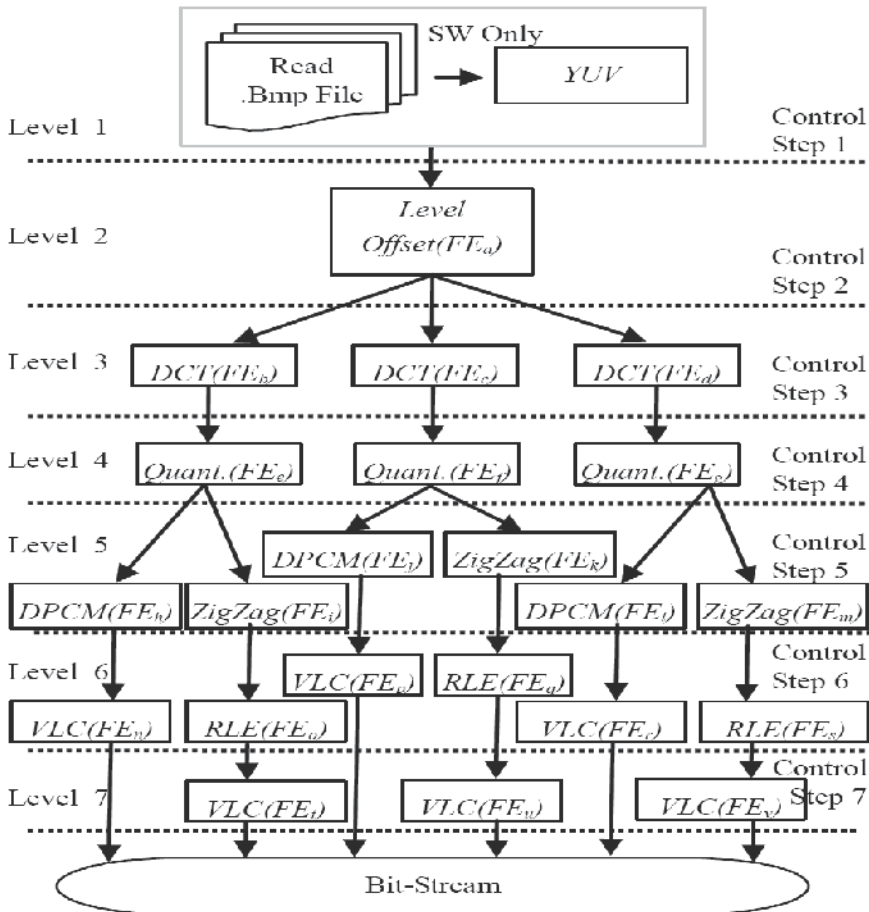 SW Only
Read
.Bmp File
YUV
Level 1
Control
Step 1
Level
Offset(FEa)
Level 2
Control
Step 2
Level 3
DCT(FEb)
DCT(FEc)
DCT(FEd)
Control
Step 3
Level 4
Quant.(FEe)
Quant.(FEf)
Quant.(FEg)
Control
Step 4
Level 5
DPCM(FEj)
ZigZag(FEk)
Control
Step 5
DPCM(FEh)
ZigZag(FEi)
DPCM(FEl)
ZigZag(FEm)
Level 6
VLC(FEp)
RLE(FEq)
Control
Step 6
VLC(FEn)
RLE(FEo)
VLC(FEr)
RLE(FEs)
Control
Step 7
Level 7
VLC(FEt)
VLC(FEu)
VLC(FEv)
Bit-Stream